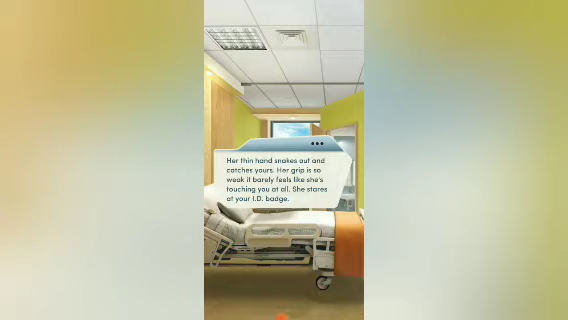 Her thin hand snakes out and
catches yours. Her grip is so
weak it barely feels like she's
touching you at all. She stares
at your I.D. badge.